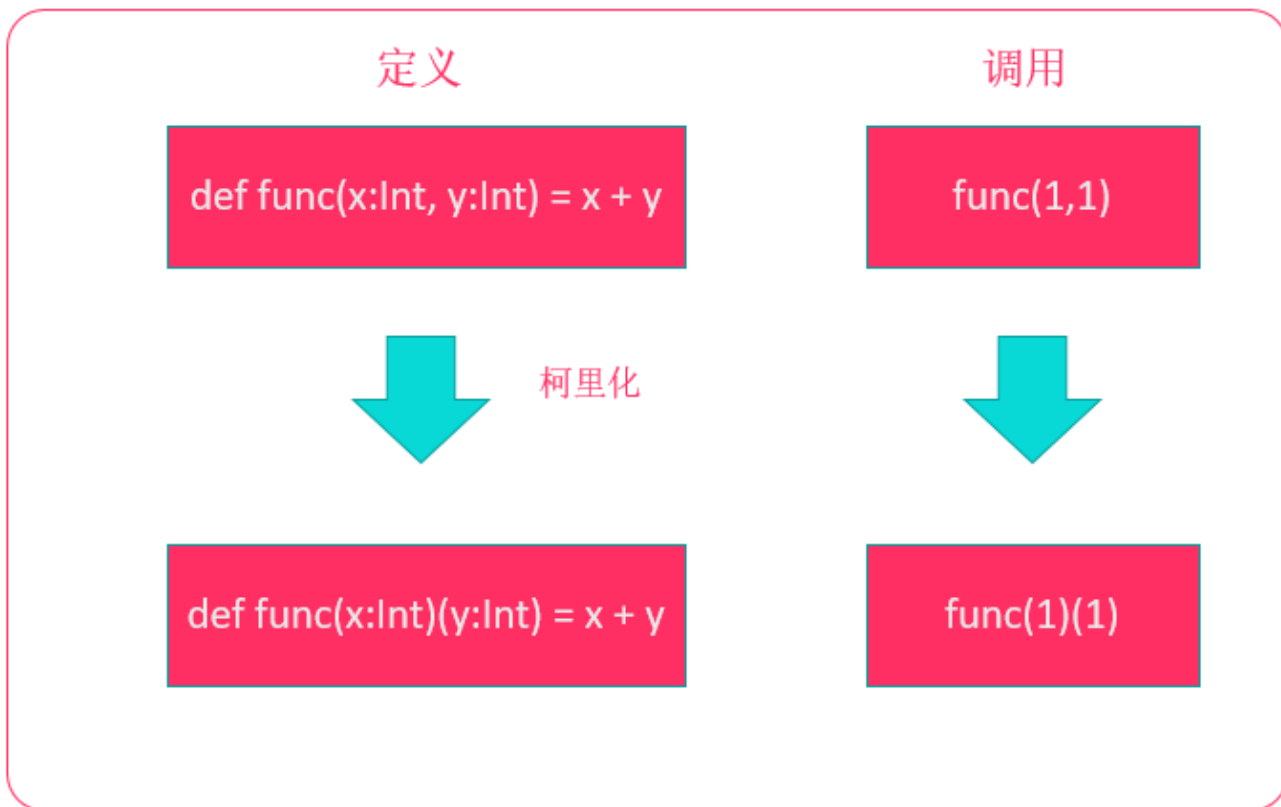 定义
调用
def func(x:Int, y:Int) = x + y
func(1,1)
柯里化
def func(x:Int)(y:Int) = x + y
func(1)(1)